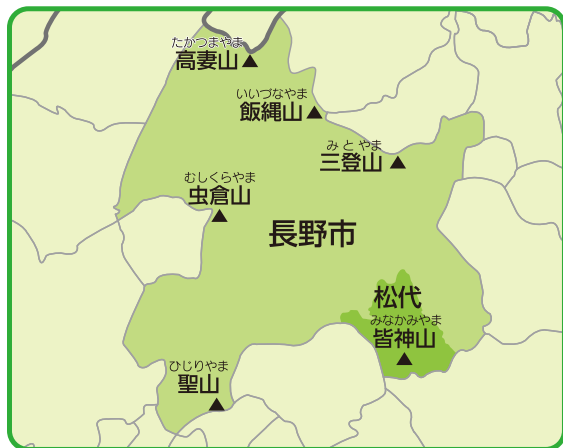 たかつまやま
高妻山
いいづなやま
飯縄山
みとやま
三登山
むしくらやま
虫倉山
長野市
松代
みなかみやま
皆神山
ひじりやま
聖山